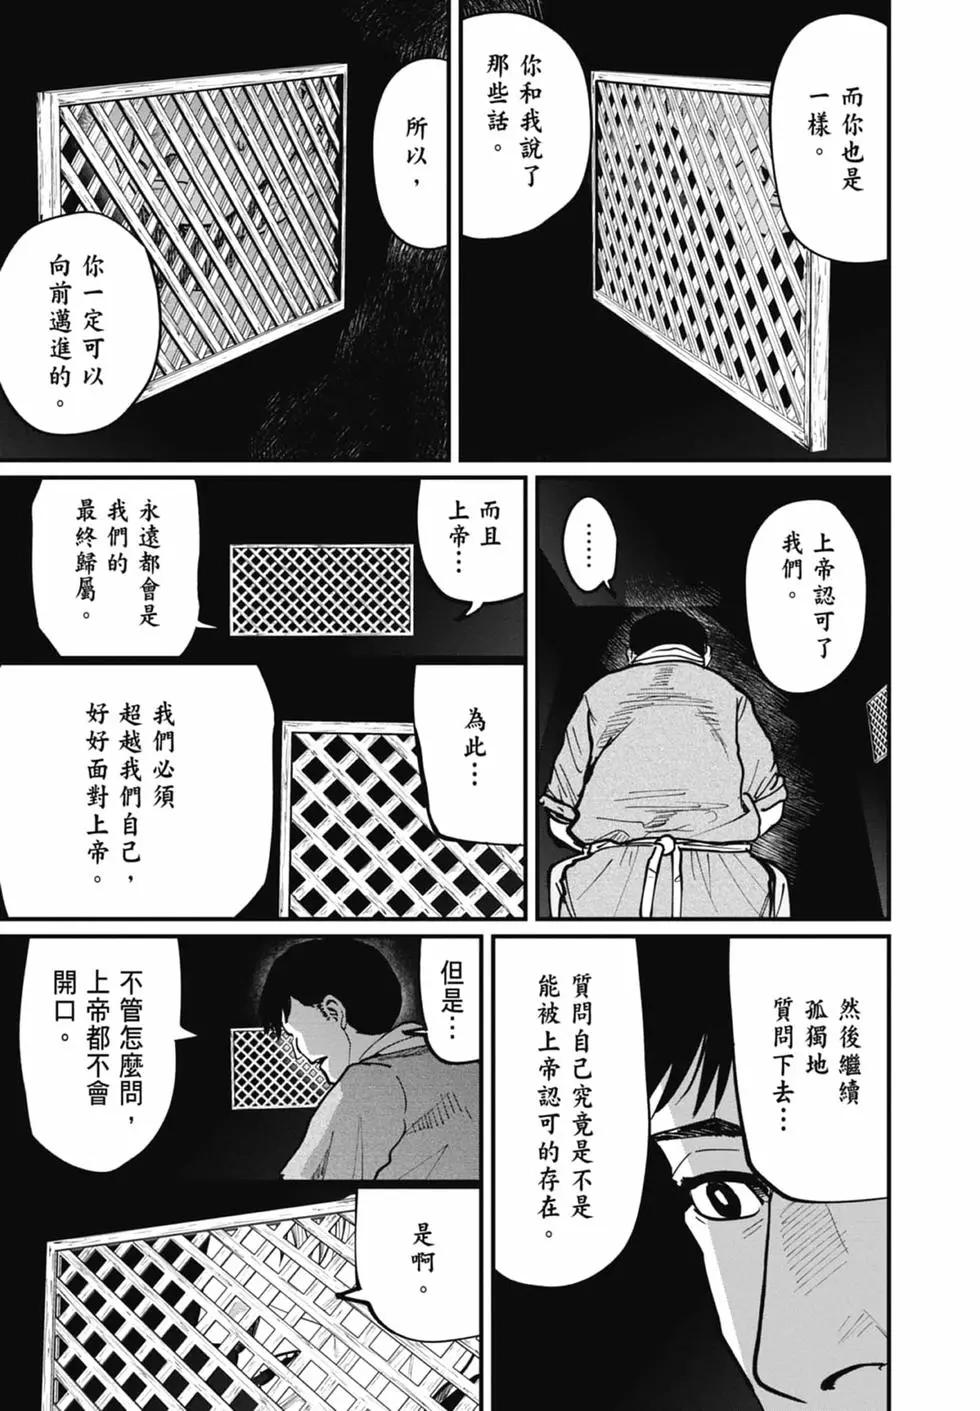 而你也是
一樣。
你和我說了
那些話。
所以，
你一定可以
向前邁進的。
上帝認可了
我們。
……
而且
上帝…
永遠都會是
我們的
最終歸屬。
為此…
我們必須
超越我們自己，
好好面對上帝。
然後繼續
孤獨地
質問下去…
質問自己究竟是不是
能被上帝認可的存在。
但是…
不管怎麼問，
上帝都不會
開口。
是啊。